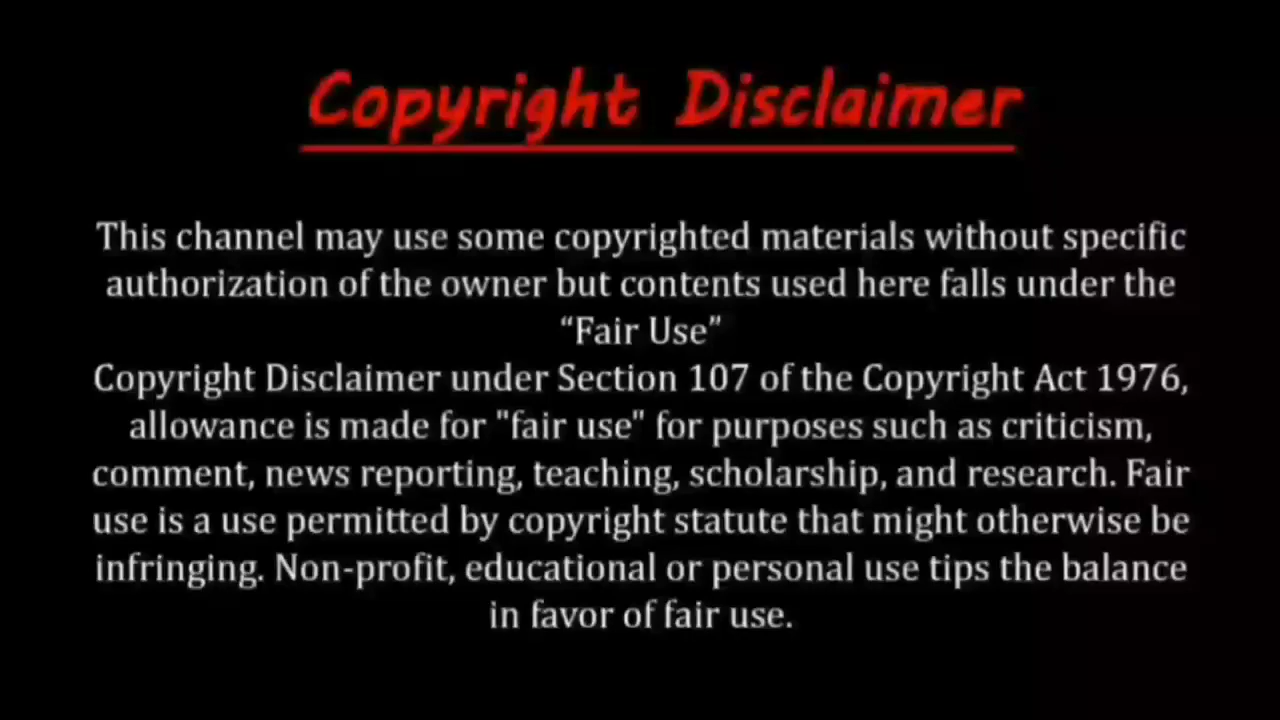 Copyright Disclaimer
This channel may use some copyrighted materials without specific
authorization of the owner but contents used here falls under the
“Fair Use”
Copyright Disclaimer under Section 107 of the Copyright Act 1976,
allowance is made for "fair use" for purposes such as criticism,
comment, news reporting, teaching, scholarship, and research. Fair
use is a use permitted by copyright statute that might otherwise be
infringing. Non-profit, educational or personal use tips the balance
in favor of fair use.